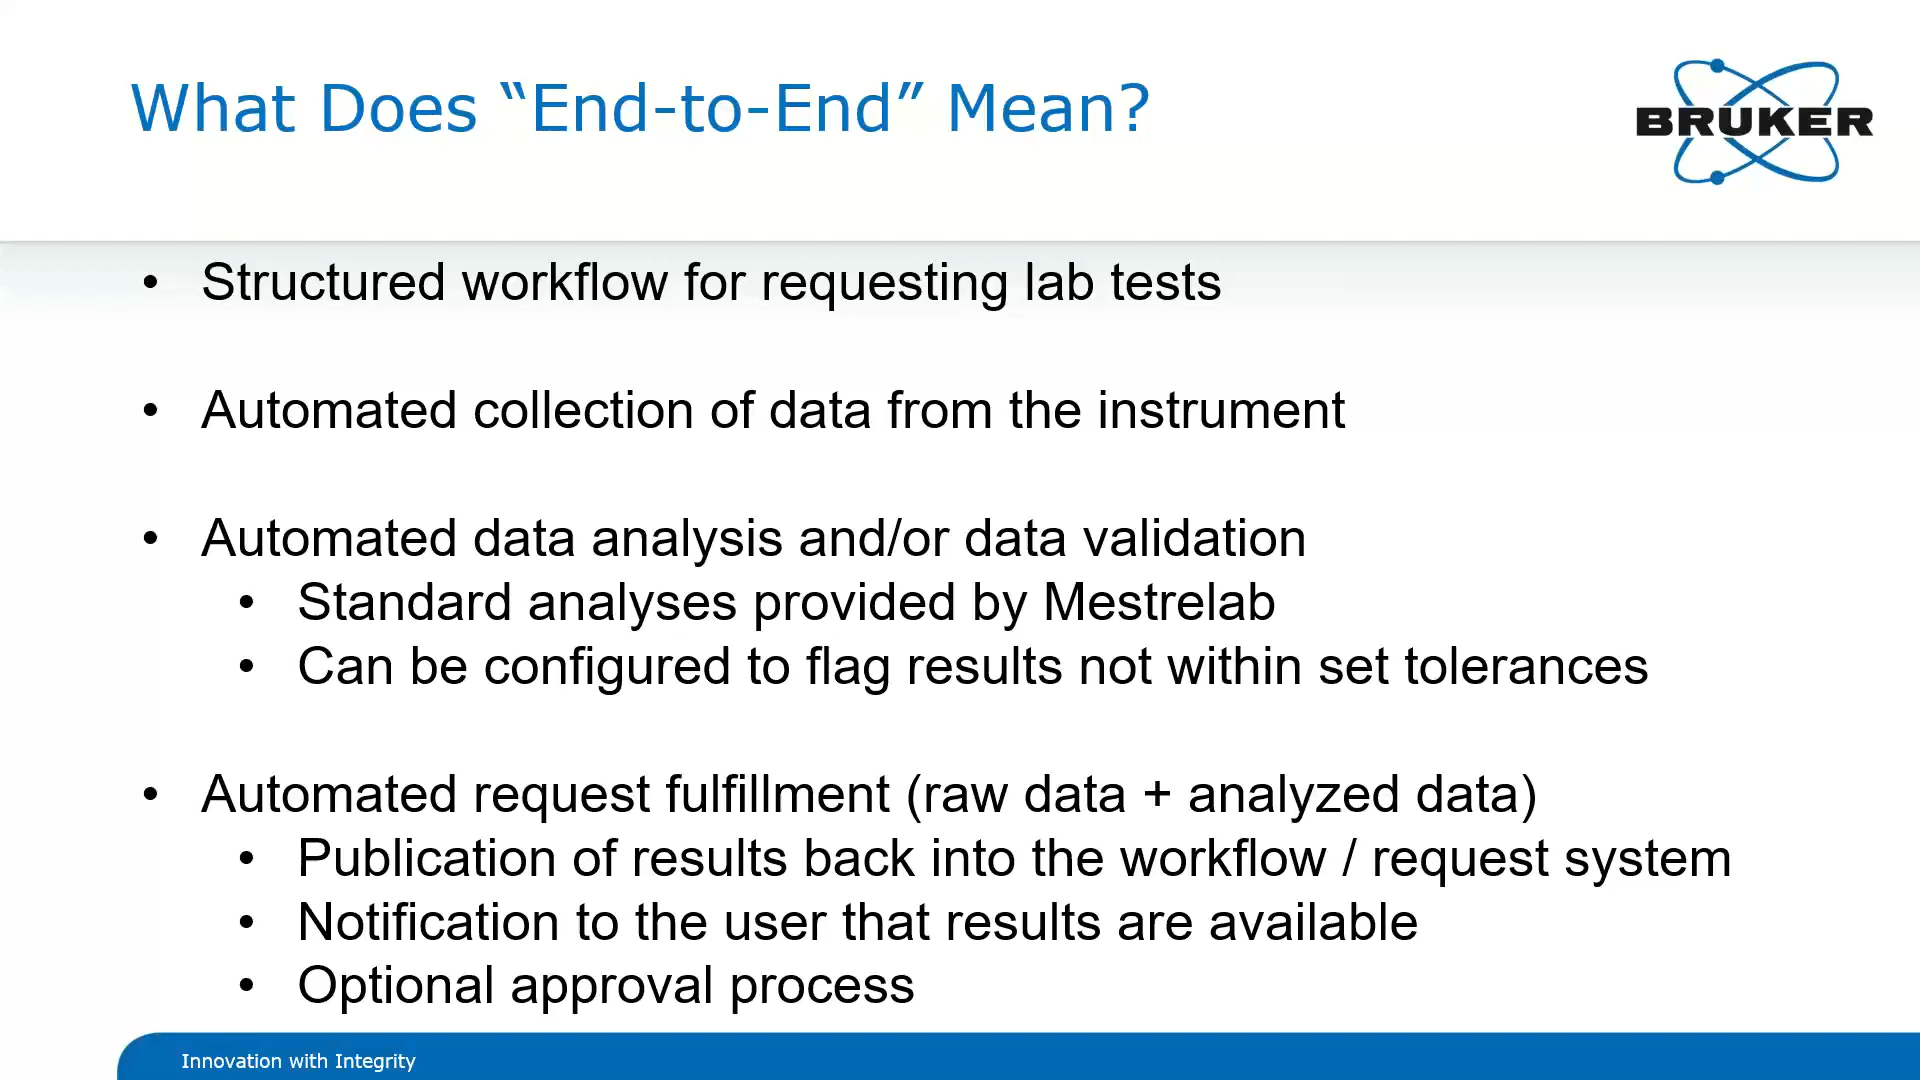 What Does “End-to-End” Mean?
BRUKER
• Structured workflow for requesting lab tests
• Automated collection of data from the instrument
• Automated data analysis and/or data validation
• Standard analyses provided by Mestrelab
• Can be configured to flag results not within set tolerances
• Automated request fulfillment (raw data + analyzed data)
• Publication of results back into the workflow / request system
• Notification to the user that results are available
• Optional approval process
Innovation with Integrity